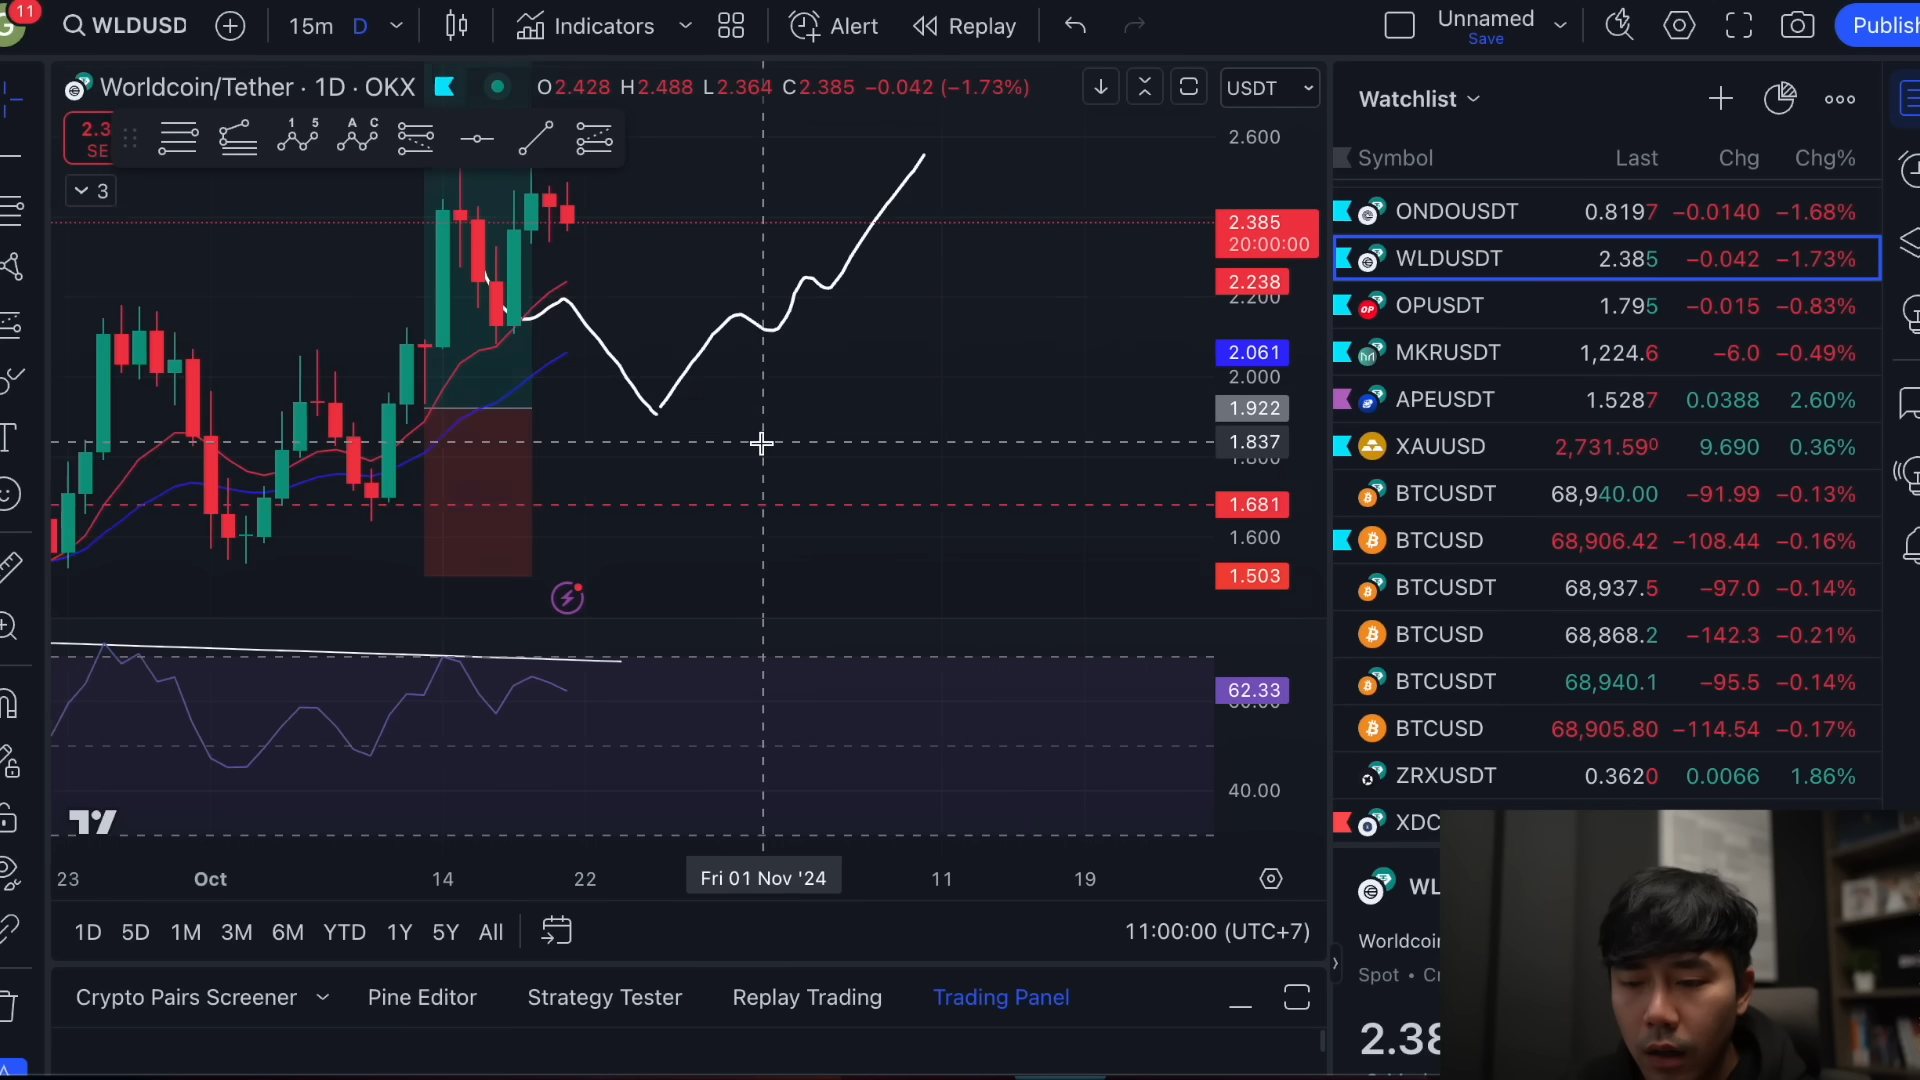 11
WLDUSD
15m D
Indicators
Alert
Replay
Unnamed
Save
Publish
Worldcoin/Tether · 1D · OKX
O2.428 H2.488 L2.364 C2.385 −0.042 (−1.73%)
USDT
2.3
SE
1 5
A C
3
2.600
2.385
20:00:00
2.238
2.200
2.061
2.000
1.922
1.837
1.800
1.681
1.600
1.503
62.33
60.00
40.00
23
Oct
14
22
Fri 01 Nov '24
11
19
1D 5D 1M 3M 6M YTD 1Y 5Y All
11:00:00 (UTC+7)
Crypto Pairs Screener
Pine Editor
Strategy Tester
Replay Trading
Trading Panel
Watchlist
Symbol Last Chg Chg%
ONDOUSDT 0.8197 −0.0140 −1.68%
WLDUSDT 2.385 −0.042 −1.73%
OPUSDT 1.795 −0.015 −0.83%
MKRUSDT 1,224.6 −6.0 −0.49%
APEUSDT 1.5287 0.0388 2.60%
XAUUSD 2,731.590 9.690 0.36%
BTCUSDT 68,940.00 −91.99 −0.13%
BTCUSD 68,906.42 −108.44 −0.16%
BTCUSDT 68,937.5 −97.0 −0.14%
BTCUSD 68,868.2 −142.3 −0.21%
BTCUSDT 68,940.1 −95.5 −0.14%
BTCUSD 68,905.80 −114.54 −0.17%
ZRXUSDT 0.3620 0.0066 1.86%
XDC
WL
Worldcoin
Spot • Cr
2.38